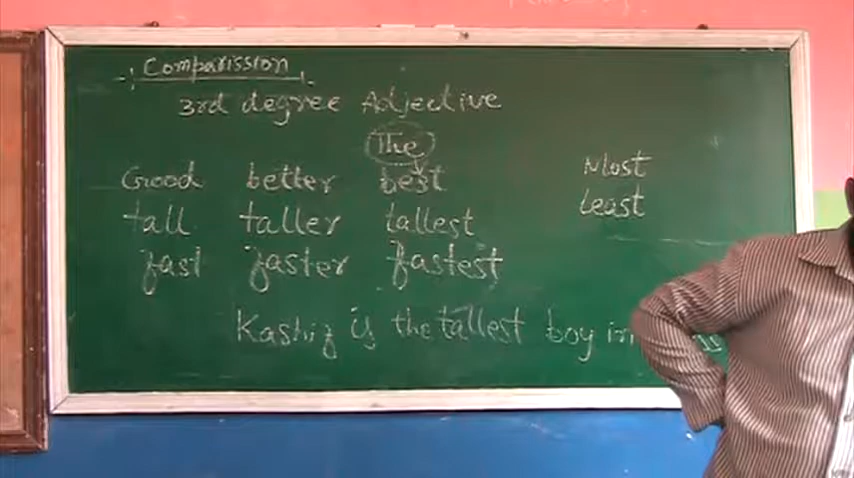 Comparission
3rd degree Adjective
The
Good better best Most
tall taller tallest least
fast faster fastest
Kashif is the tallest boy in